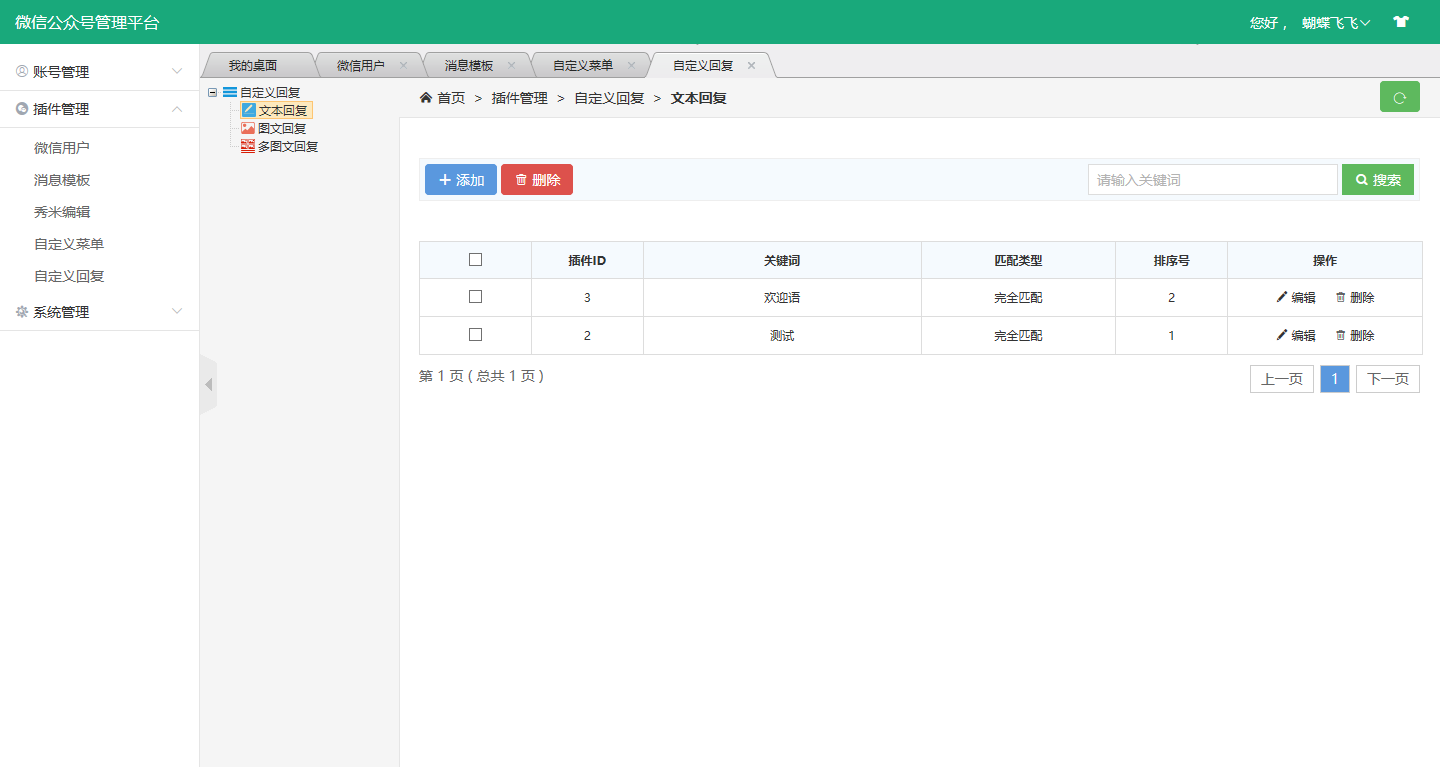 微信公众号管理平台
您好， 蝴蝶飞飞
账号管理
插件管理
微信用户
消息模板
秀米编辑
自定义菜单
自定义回复
系统管理
我的桌面 微信用户 × 消息模板 × 自定义菜单 × 自定义回复 ×
自定义回复
文本回复
图文回复
多图文回复
首页 > 插件管理 > 自定义回复 > 文本回复
+ 添加 删除 请输入关键词 搜索
插件ID 关键词 匹配类型 排序号 操作
3 欢迎语 完全匹配 2 编辑 删除
2 测试 完全匹配 1 编辑 删除
第 1 页 ( 总共 1 页 ) 上一页 1 下一页